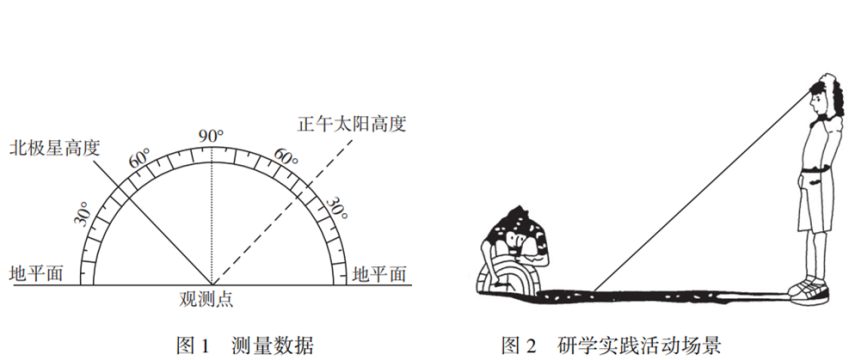 正午太阳高度
北极星高度
90°
60°
60°
30°
30°
地平面
地平面
观测点
图 1 测量数据
图 2 研学实践活动场景